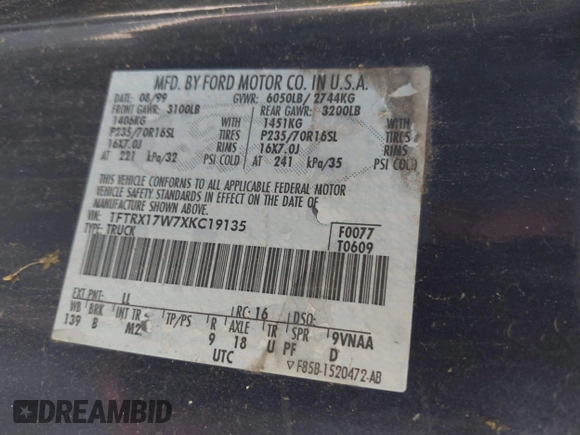 MFD. BY FORD MOTOR CO. IN U.S.A.
DATE: 08/99 GVWR: 6050LB/ 2744KG
FRONT GAWR: 3100LB REAR GAWR: 3200LB
1406KG 1451KG
P235/70R16SL TIRES P235/70R16SL TIRES
16X7.0J RIMS 16X7.0J RIMS
AT 221 kPa/32 PSI COLD AT 241 kPa/35 PSI COLD
THIS VEHICLE CONFORMS TO ALL APPLICABLE FEDERAL MOTOR
VEHICLE SAFETY STANDARDS IN EFFECT ON THE DATE OF
MANUFACTURE SHOWN ABOVE.
VIN: 1FTRX17W7XKC19135 F0077
TYPE: TRUCK T0609
EXT PNT: LL RC: 16 DSO:
WB BRK INT TR TP/PS R AXLE TR SPR 9VNAA
139 B M2 9 18 U PF D
UTC ▽ F85B-1520472-AB
DREAMBID